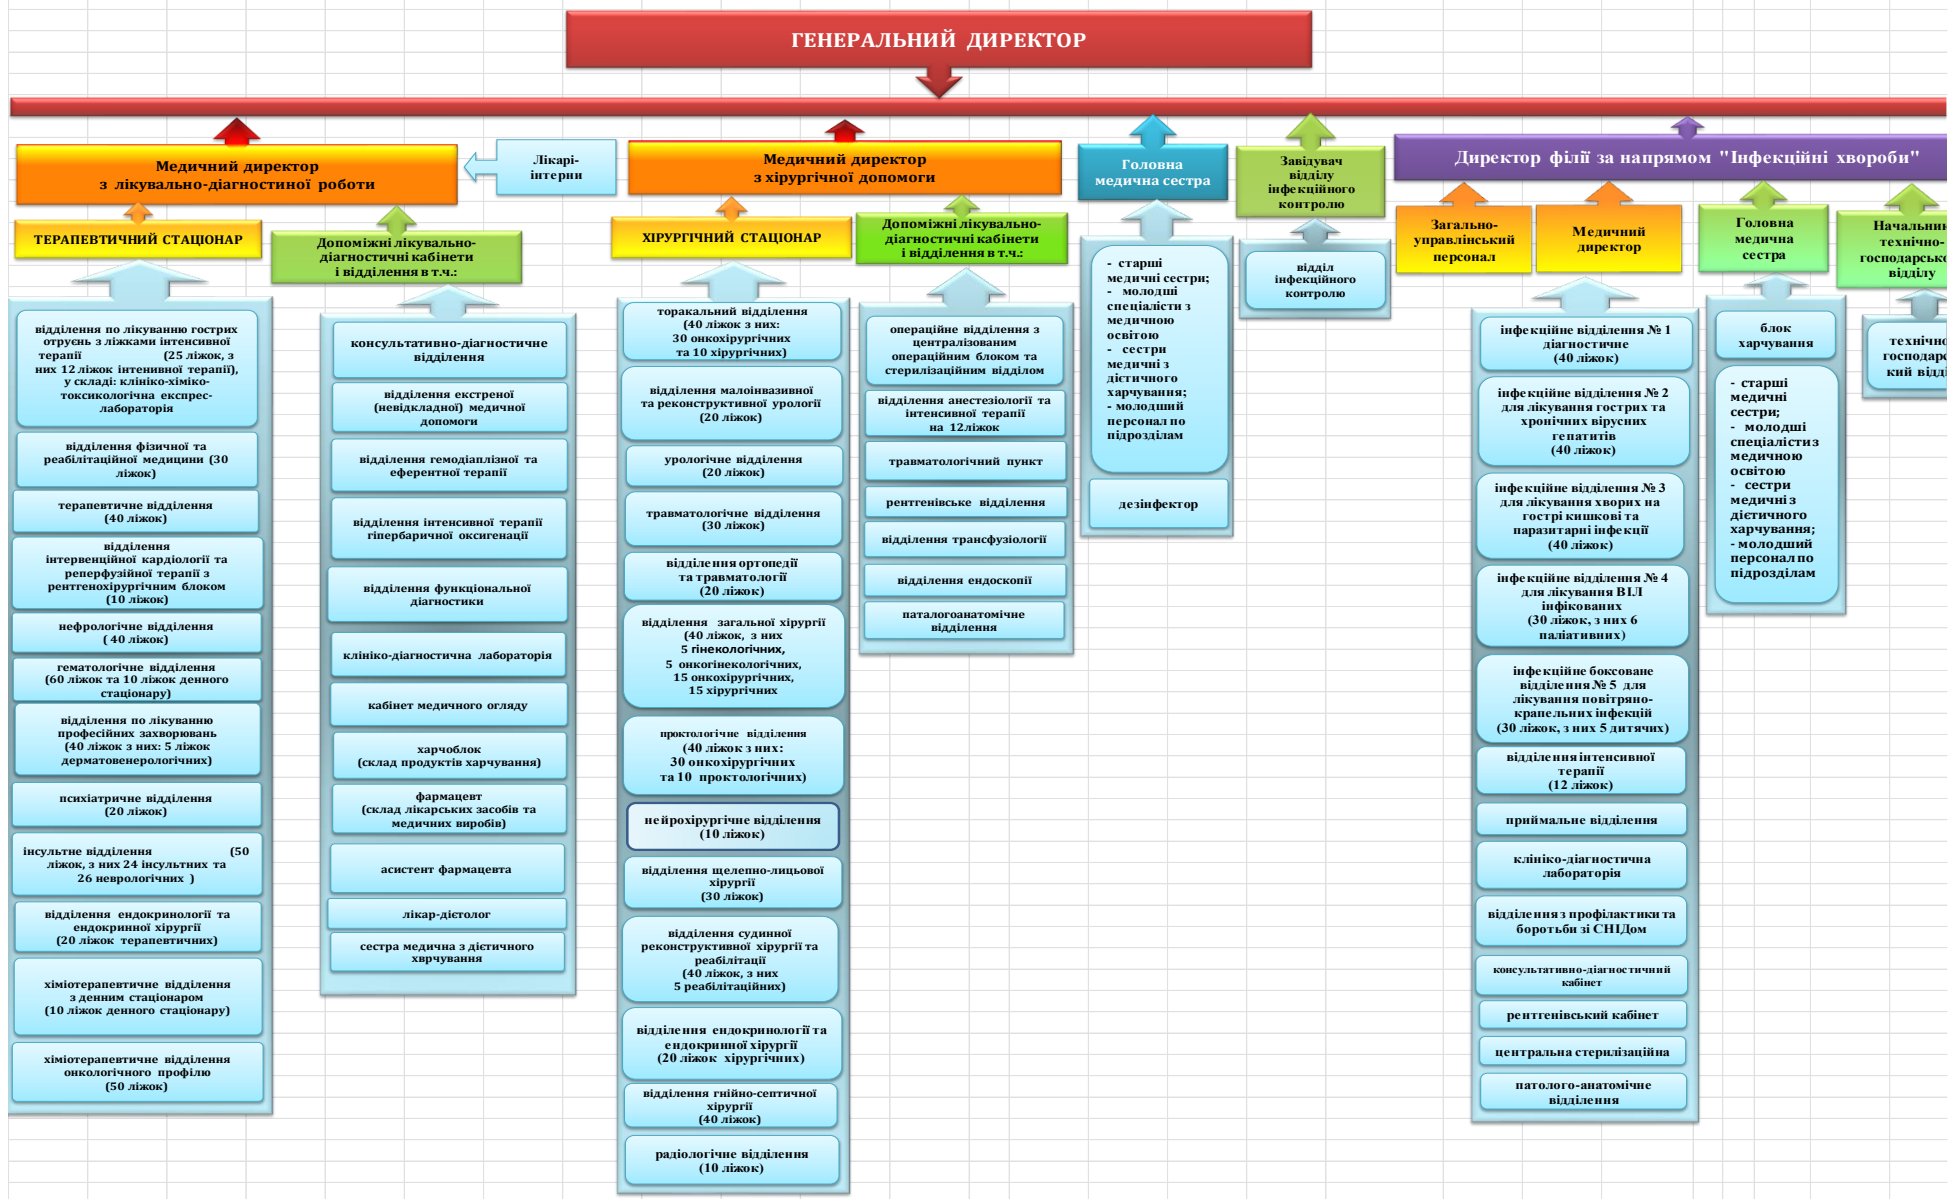 ГЕНЕРАЛЬНИЙ ДИРЕКТОР
Медичний директор
з лікувально-діагностиної роботи
Лікарі-
інтерни
Медичний директор
з хірургічної допомоги
Головна
медична сестра
Завідувач
відділу
інфекційного
контролю
Директор філії за напрямом "Інфекційні хвороби"
ТЕРАПЕВТИЧНИЙ СТАЦІОНАР
Допоміжні лікувально-
діагностичні кабінети
і відділення в т.ч.:
ХІРУРГІЧНИЙ СТАЦІОНАР
Допоміжні лікувально-
діагностичні кабінети
і відділення в т.ч.:
Загально-
управлінський
персонал
Медичний
директор
Головна
медична
сестра
Начальник
технічно-
господарсько
відділу
відділення по лікуванню гострих
отруєнь з ліжками інтенсивної
терапії (25 ліжок, з
них 12 ліжок інтенивної терапії),
у складі: клініко-хіміко-
токсикологічна експрес-
лабораторія
відділення фізичної та
реабілітаційної медицини (30
ліжок)
терапевтичне відділення
(40 ліжок)
відділення
інтервенційної кардіології та
реперфузійної терапії з
рентгенохірургічним блоком
(10 ліжок)
нефрологічне відділення
( 40 ліжок)
гематологічне відділення
(60 ліжок та 10 ліжок денного
стаціонару)
відділення по лікуванню
професійних захворювань
(40 ліжок з них: 5 ліжок
дерматовенерологічних)
психіатричне відділення
(20 ліжок)
інсультне відділення (50
ліжок, з них 24 інсультних та
26 неврологічних )
відділення ендокринології та
ендокринної хірургії
(20 ліжок терапевтичних)
хіміотерапевтичне відділення
з денним стаціонаром
(10 ліжок денного стаціонару)
хіміотерапевтичне відділення
онкологічного профілю
(50 ліжок)
консультативно-діагностичне
відділення
відділення екстреної
(невідкладної) медичної
допомоги
відділення гемодіаплізної та
еферентної терапії
відділення інтенсивної терапії
гіпербаричної оксигенації
відділення функціональної
діагностики
клініко-діагностична лабораторія
кабінет медичного огляду
харчоблок
(склад продуктів харчування)
фармацевт
(склад лікарських засобів та
медичних виробів)
асистент фармацевта
лікар-дієтолог
сестра медична з дієтичного
хврчування
торакальний відділення
(40 ліжок з них:
30 онкохірургічних
та 10 хірургічних)
відділення малоінвазивної
та реконструктивної урології
(20 ліжок)
урологічне відділення
(20 ліжок)
травматологічне відділення
(30 ліжок)
відділення ортопедії
та травматології
(20 ліжок)
відділення загальної хірургії
(40 ліжок, з них
5 гінекологічних,
5 онкогінекологічних,
15 онкохірургічних,
15 хірургічних
проктологічне відділення
(40 ліжок з них:
30 онкохірургічних
та 10 проктологічних)
нейрохірургічне відділення
(10 ліжок)
відділення щелепно-лицьової
хірургії
(30 ліжок)
відділення судинної
реконструктивної хірургії та
реабілітації
(40 ліжок, з них
5 реабілітаційних)
відділення ендокринології та
ендокринної хірургії
(20 ліжок хірургічних)
відділення гнійно-септичної
хірургії
(40 ліжок)
радіологічне відділення
(10 ліжок)
операційне відділення з
централізованим
операційним блоком та
стерилізаційним відділом
відділення анестезіології та
інтенсивної терапії
на 12ліжок
травматологічний пункт
рентгенівське відділення
відділення трансфузіології
відділення ендоскопії
паталогоанатомічне
відділення
- старші
медичні сестри;
- молодші
спеціалісти з
медичною
освітою
- сестри
медичні з
дієтичного
харчування;
- молодший
персонал по
підрозділам
дезінфектор
відділ
інфекційного
контролю
інфекційне відділення № 1
діагностичне
(40 ліжок)
інфекційне відділення № 2
для лікування гострих та
хронічних вірусних
гепатитів
(40 ліжок)
інфекційне відділення № 3
для лікування хворих на
гострі кишкові та
паразитарні інфекції
(40 ліжок)
інфекційне відділення № 4
для лікування ВІЛ
інфікованих
(30 ліжок, з них 6
паліативних)
інфекційне боксоване
відділення № 5 для
лікування повітряно-
крапельних інфекцій
(30 ліжок, з них 5 дитячих)
відділення інтенсивної
терапії
(12 ліжок)
приймальне відділення
клініко-діагностична
лабораторія
відділення з профілактики та
боротьби зі СНІДом
консультативно-діагностичний
кабінет
рентгенівський кабінет
центральна стерилізаційна
патолого-анатомічне
відділення
блок
харчування
- старші
медичні
сестри;
- молодші
спеціалісти з
медичною
освітою
- сестри
медичні з
дієтичного
харчування;
- молодший
персонал по
підрозділам
технічно
господарс
кий відді